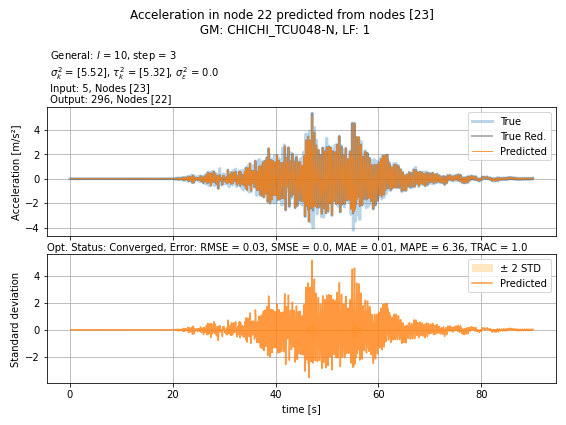 Acceleration in node 22 predicted from nodes [23]
GM: CHICHI_TCU048-N, LF: 1
General: l = 10, step = 3
σ²ₖ = [5.52], τ²ₖ = [5.32], σ²ε = 0.0
Input: 5, Nodes [23]
Output: 296, Nodes [22]
Acceleration [m/s²]
4
2
0
−2
−4
True
True Red.
Predicted
Opt. Status: Converged, Error: RMSE = 0.03, SMSE = 0.0, MAE = 0.01, MAPE = 6.36, TRAC = 1.0
Standard deviation
4
2
0
−2
± 2 STD
Predicted
0 20 40 60 80
time [s]